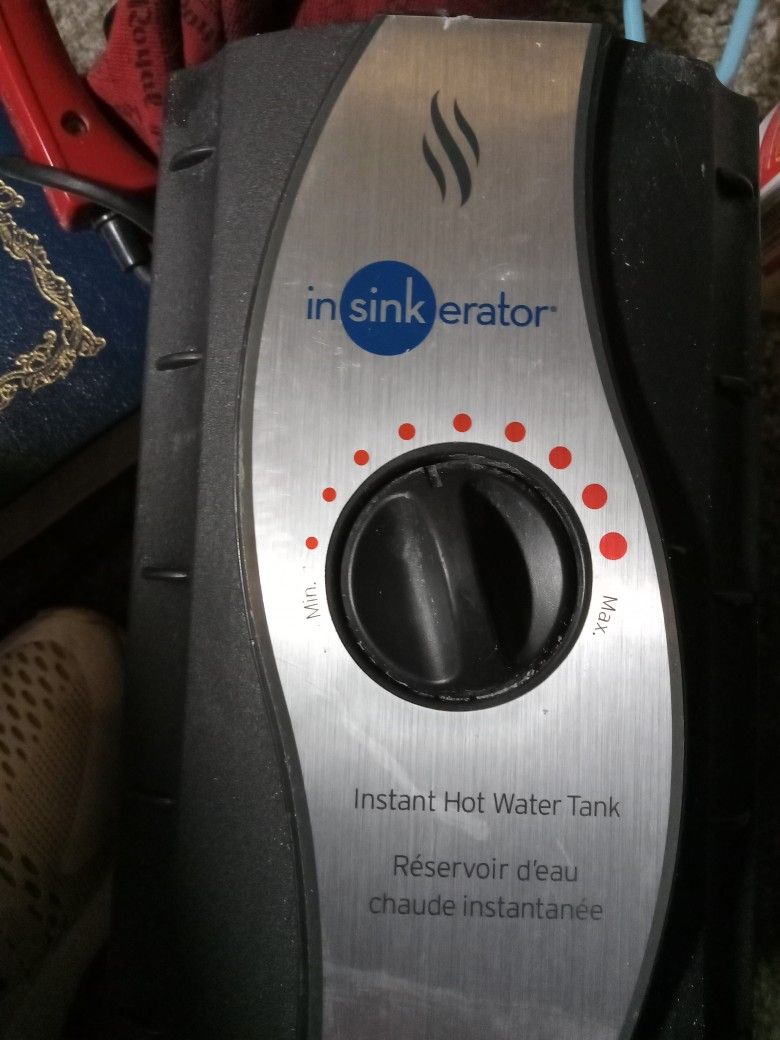 insinkerator®
Min.
Max.
Instant Hot Water Tank
Réservoir d'eau
chaude instantanée